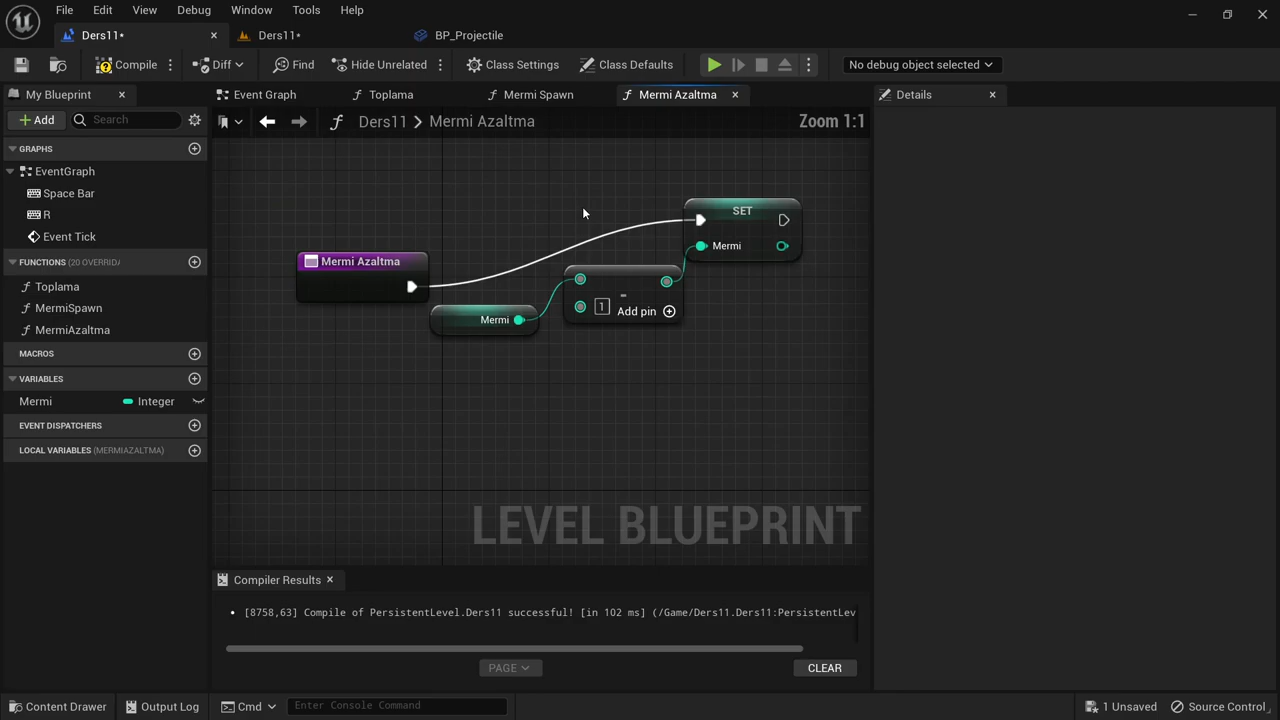 File Edit View Debug Window Tools Help
Ders11* Ders11* BP_Projectile
Compile Diff Find Hide Unrelated Class Settings Class Defaults No debug object selected
My Blueprint Event Graph Toplama Mermi Spawn Mermi Azaltma Details
+ Add Search Ders11 > Mermi Azaltma Zoom 1:1
GRAPHS
EventGraph
Space Bar
R
Event Tick
FUNCTIONS (20 OVERRIDA
Toplama
MermiSpawn
MermiAzaltma
MACROS
VARIABLES
Mermi Integer
EVENT DISPATCHERS
LOCAL VARIABLES (MERMIAZALTMA)
SET
Mermi
Mermi Azaltma
-
1 Add pin
Mermi
LEVEL BLUEPRINT
Compiler Results
• [8758,63] Compile of PersistentLevel.Ders11 successful! [in 102 ms] (/Game/Ders11.Ders11:PersistentLev
PAGE CLEAR
Content Drawer Output Log Cmd Enter Console Command 1 Unsaved Source Control